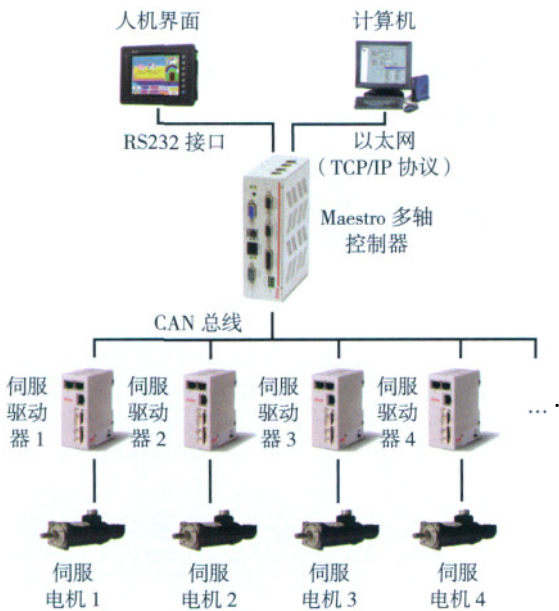 人机界面
计算机
RS232 接口
以太网
（TCP/IP 协议）
Maestro 多轴
控制器
CAN 总线
伺服
驱动
器 1
伺服
驱动
器 2
伺服
驱动
器 3
伺服
驱动
器 4
…
伺服
电机 1
伺服
电机 2
伺服
电机 3
伺服
电机 4